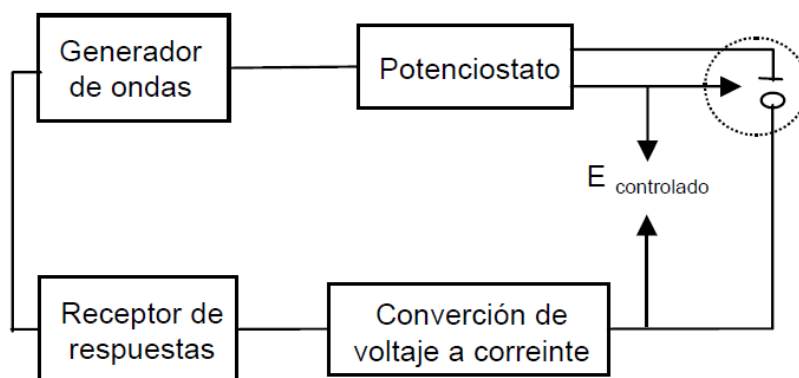 Generador
de ondas
Potenciostato
E controlado
Receptor de
respuestas
Converción de
voltaje a correinte